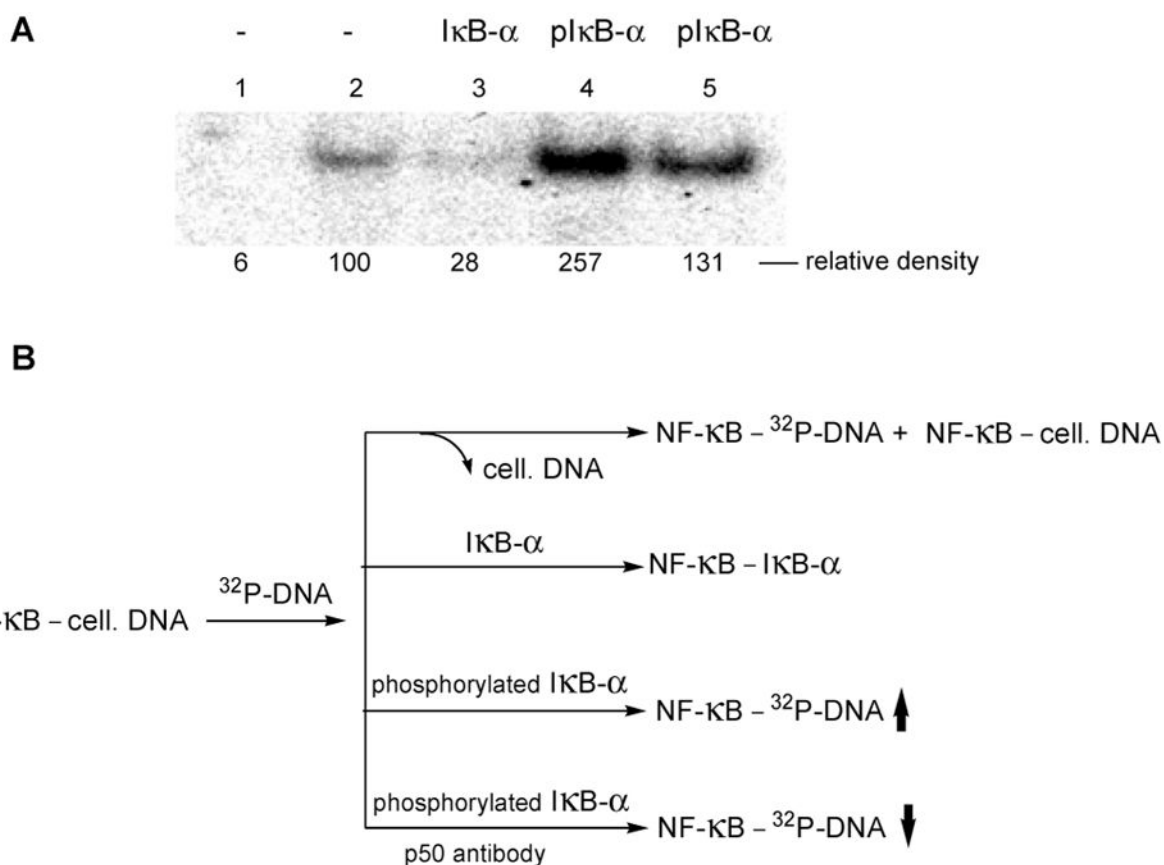 A
- - IκB-α pIκB-α pIκB-α
1 2 3 4 5
6 100 28 257 131 — relative density
B
NF-κB – ³²P-DNA + NF-κB – cell. DNA
cell. DNA
IκB-α
NF-κB – IκB-α
³²P-DNA
-κB – cell. DNA
phosphorylated IκB-α
NF-κB – ³²P-DNA
phosphorylated IκB-α
NF-κB – ³²P-DNA
p50 antibody